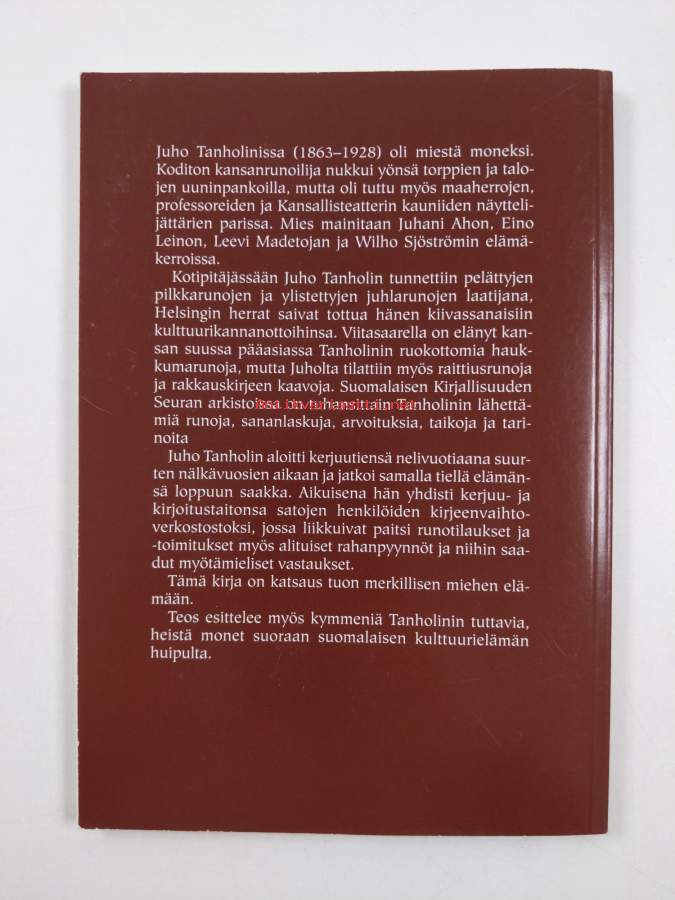 Juho Tanholinissa (1863–1928) oli miestä moneksi.
Koditon kansanrunoilija nukkui yönsä torppien ja talo-
jen uuninpankoilla, mutta oli tuttu myös maaherrojen,
professoreiden ja Kansallisteatterin kauniiden näytteli-
jättärien parissa. Mies mainitaan Juhani Ahon, Eino
Leinon, Leevi Madetojan ja Wilho Sjöströmin elämä-
kerroissa.
Kotipitäjässään Juho Tanholin tunnettiin pelättyjen
pilkkarunojen ja ylistettyjen juhlarunojen laatijana,
Helsingin herrat saivat tottua hänen kiivassanaisiin
kulttuurikannanottoihinsa. Viitasaarella on elänyt kan-
san suussa pääasiassa Tanholinin ruokottomia hauk-
kumarunoja, mutta Juholta tilattiin myös raittiusrunoja
ja rakkauskirjeen kaavoja. Suomalaisen Kirjallisuuden
Seuran arkistoissa on tuhansittain Tanholinin lähettä-
miä runoja, sananlaskuja, arvoituksia, taikoja ja tari-
noita
Juho Tanholin aloitti kerjuutiensä nelivuotiaana suur-
ten nälkävuosien aikaan ja jatkoi samalla tiellä elämän-
sä loppuun saakka. Aikuisena hän yhdisti kerjuu- ja
kirjoitustaitonsa satojen henkilöiden kirjeenvaihto-
verkostostoksi, jossa liikkuivat paitsi runotilaukset ja
-toimitukset myös alituiset rahanpyynnöt ja niihin saa-
dut myötämieliset vastaukset.
Tämä kirja on katsaus tuon merkillisen miehen elä-
mään.
Teos esittelee myös kymmeniä Tanholinin tuttavia,
heistä monet suoraan suomalaisen kulttuurielämän
huipulta.